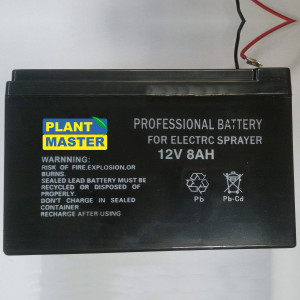 PLANT
MASTER
PROFESSIONAL BATTERY
FOR ELECTRC SPRAYER
12V 8AH
WARNNING:
RISK OF FIRE,EXPLOSION,OR
BURNS.
SEALED LEAD BATTERY MUST BE
RECYCLED OR DISPOSED OF
PROPERLY.
DON'T CHARGE IN SEALED
CONTAINER
RECHARGE AFTER USING
Pb
Pb-Cd